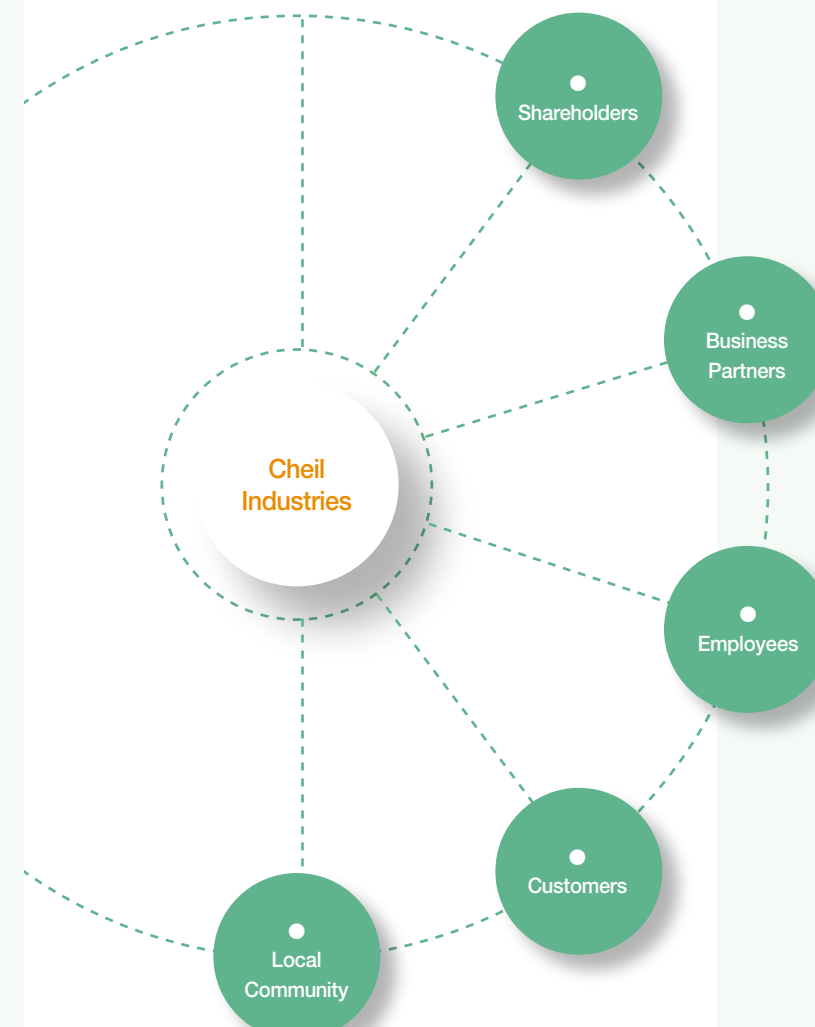 Shareholders
Business
Partners
Cheil
Industries
Employees
Customers
Local
Community